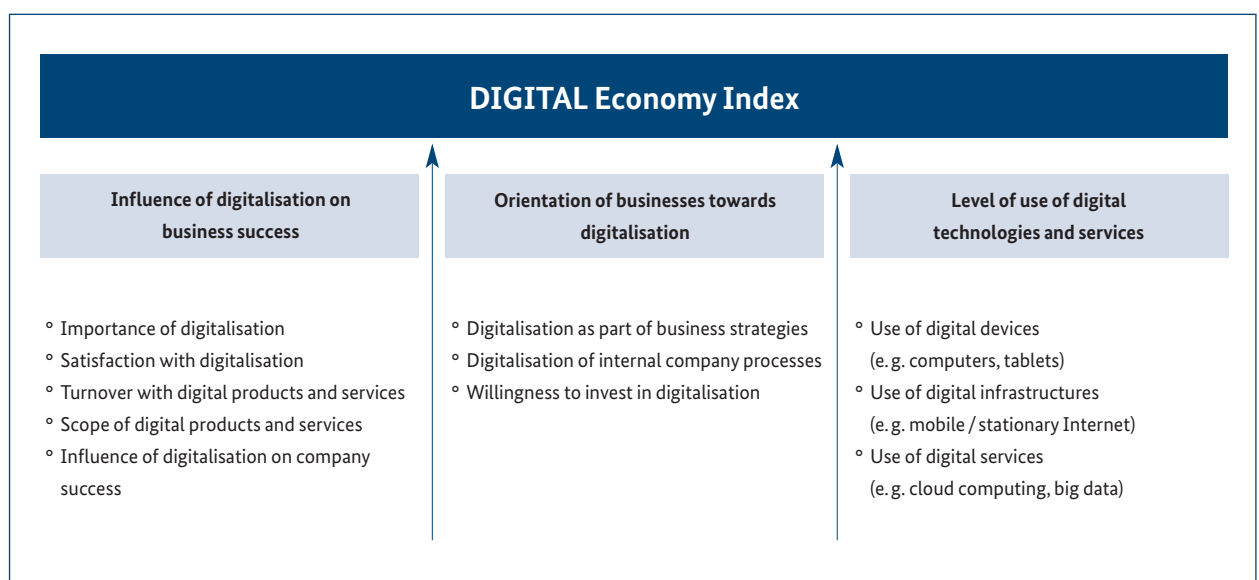 DIGITAL Economy Index
Influence of digitalisation on
business success
° Importance of digitalisation
° Satisfaction with digitalisation
° Turnover with digital products and services
° Scope of digital products and services
° Influence of digitalisation on company
success
Orientation of businesses towards
digitalisation
° Digitalisation as part of business strategies
° Digitalisation of internal company processes
° Willingness to invest in digitalisation
Level of use of digital
technologies and services
° Use of digital devices
(e. g. computers, tablets)
° Use of digital infrastructures
(e. g. mobile / stationary Internet)
° Use of digital services
(e. g. cloud computing, big data)